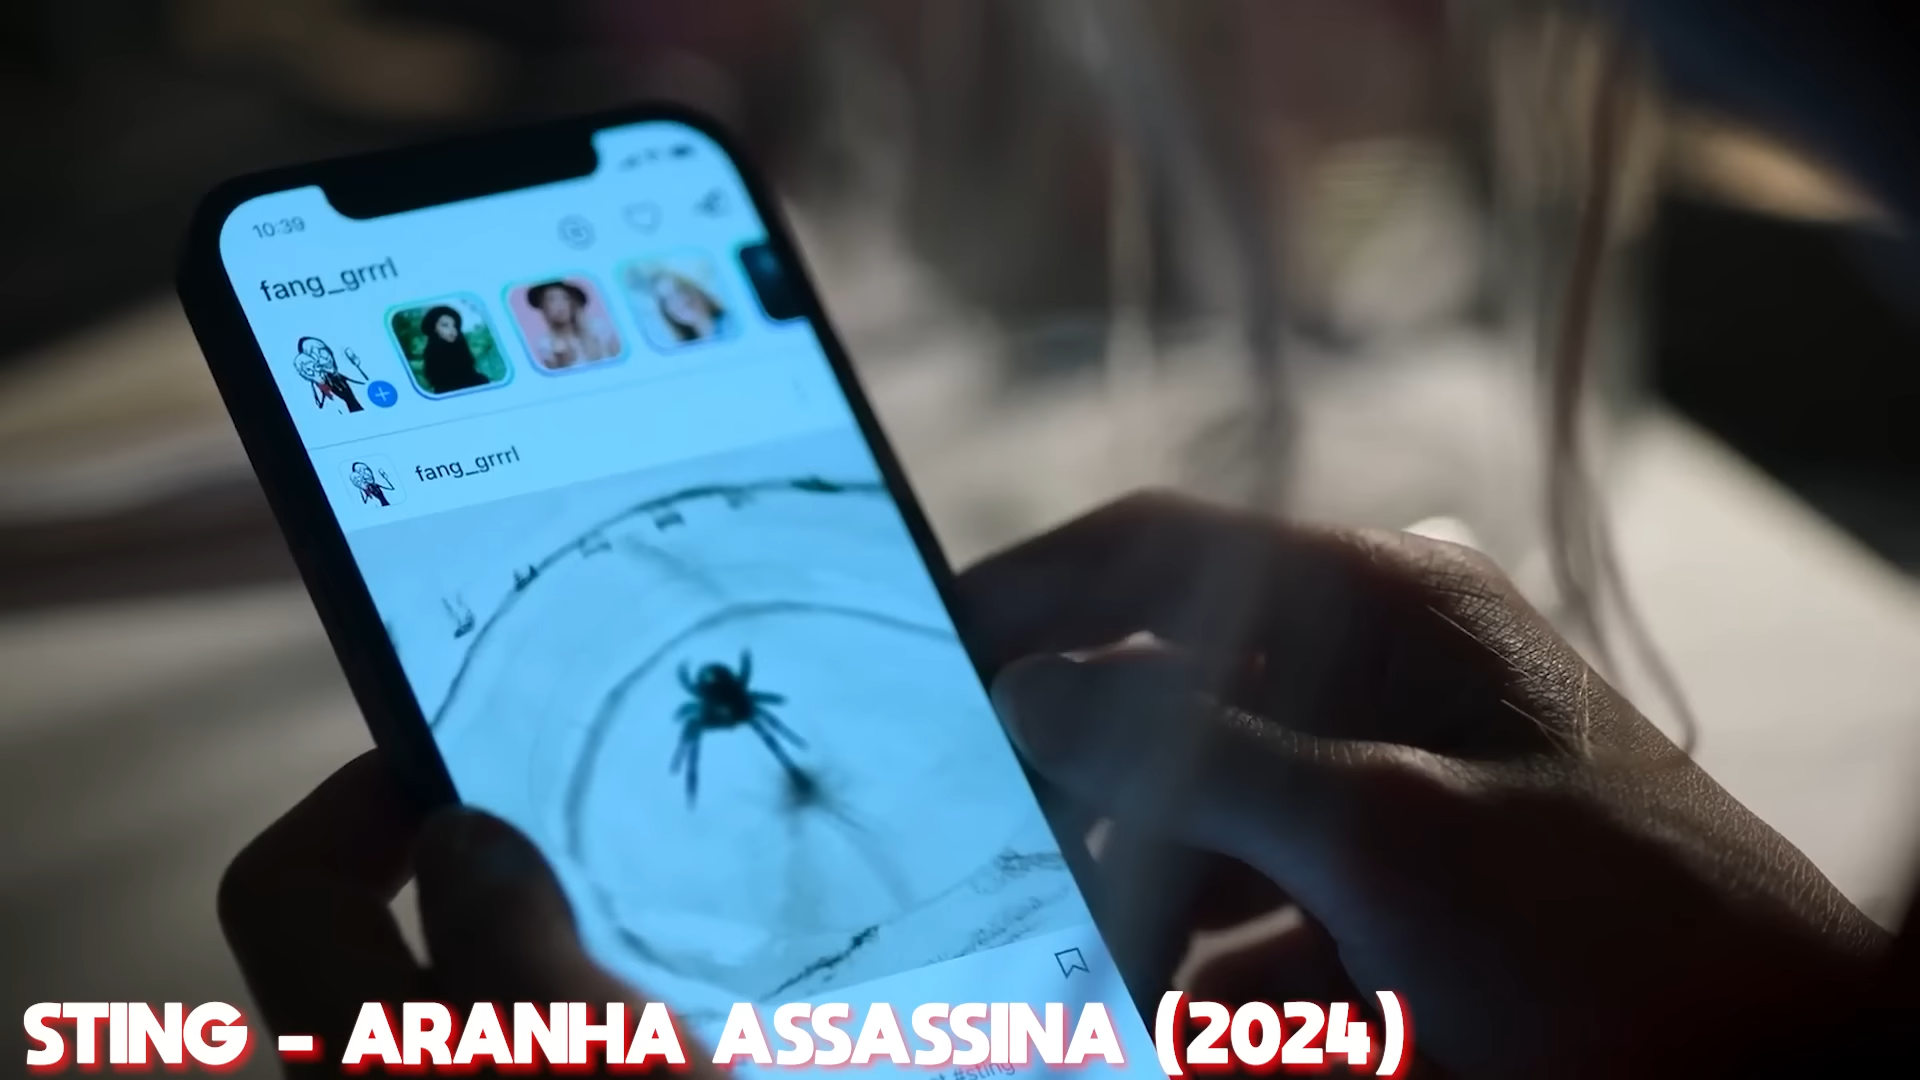 10:39
fang_grrrl
fang_grrrl
#sting
STING - ARANHA ASSASSINA (2024)